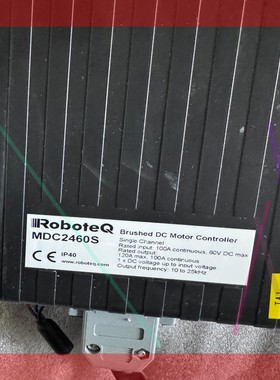 RoboteQ
Brushed DC Motor Controller
MDC2460S
Single Channel
Rated input: 100A continuous, 60V DC max
Rated output:
120A max, 100A continuous
1 x DC voltage up to input voltage
Output frequency: 10 to 25kHz
CE
IP40
roboteq.com